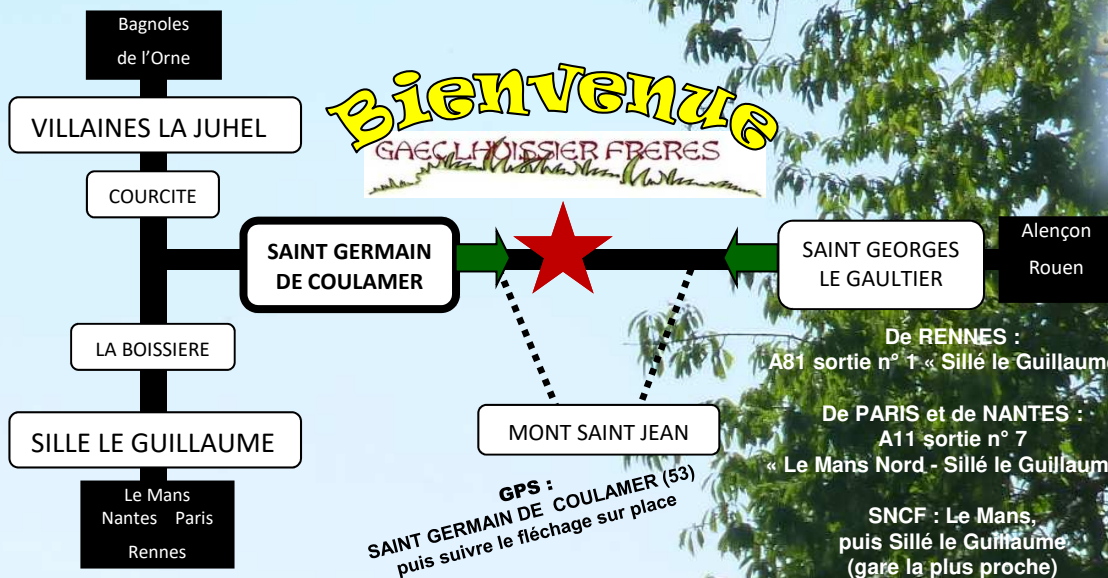 Bagnoles
de l'Orne
Bienvenue
GAEC LHUISSIER FRERES
VILLAINES LA JUHEL
COURCITE
SAINT GERMAIN
DE COULAMER
SAINT GEORGES
LE GAULTIER
Alençon
Rouen
LA BOISSIERE
SILLE LE GUILLAUME
Le Mans
Nantes Paris
Rennes
MONT SAINT JEAN
GPS :
SAINT GERMAIN DE COULAMER (53)
puis suivre le fléchage sur place
De RENNES :
A81 sortie n° 1 « Sillé le Guillaume
De PARIS et de NANTES :
A11 sortie n° 7
« Le Mans Nord - Sillé le Guillaum
SNCF : Le Mans,
puis Sillé le Guillaume
(gare la plus proche)